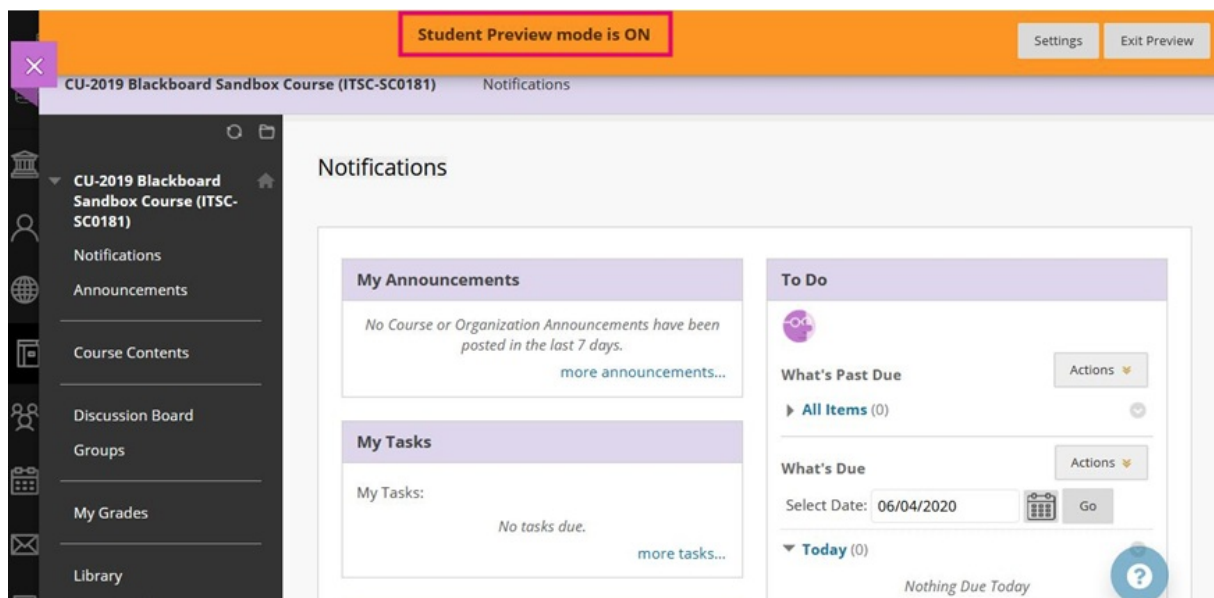 Student Preview mode is ON
Settings
Exit Preview
CU-2019 Blackboard Sandbox Course (ITSC-SC0181)
Notifications
CU-2019 Blackboard
Sandbox Course (ITSC-
SC0181)
Notifications
Announcements
Course Contents
Discussion Board
Groups
My Grades
Library
Notifications
My Announcements
No Course or Organization Announcements have been
posted in the last 7 days.
more announcements...
My Tasks
My Tasks:
No tasks due.
more tasks...
To Do
What's Past Due
Actions
All Items (0)
What's Due
Actions
Select Date: 06/04/2020
Go
Today (0)
Nothing Due Today
?